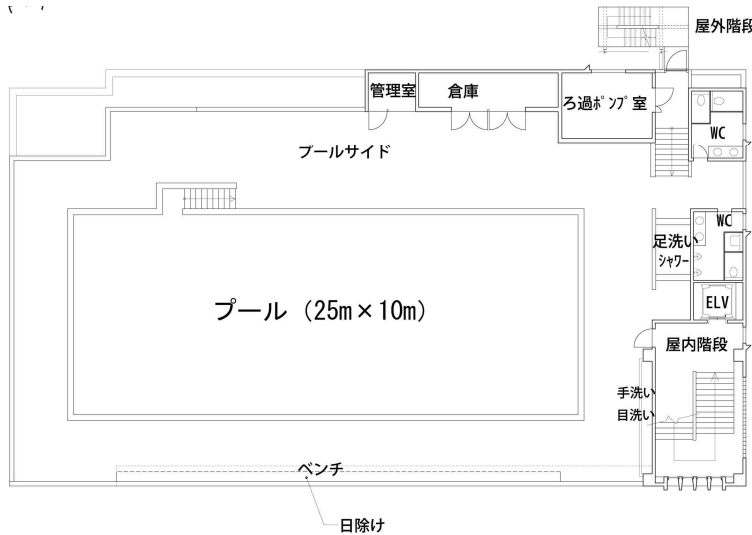 屋外階段
管理室
倉庫
ろ過ﾎﾟﾝﾌﾟ室
WC
プールサイド
WC
足洗い
ｼｬﾜｰ
プール（25m×10m）
ELV
屋内階段
手洗い
目洗い
ベンチ
日除け